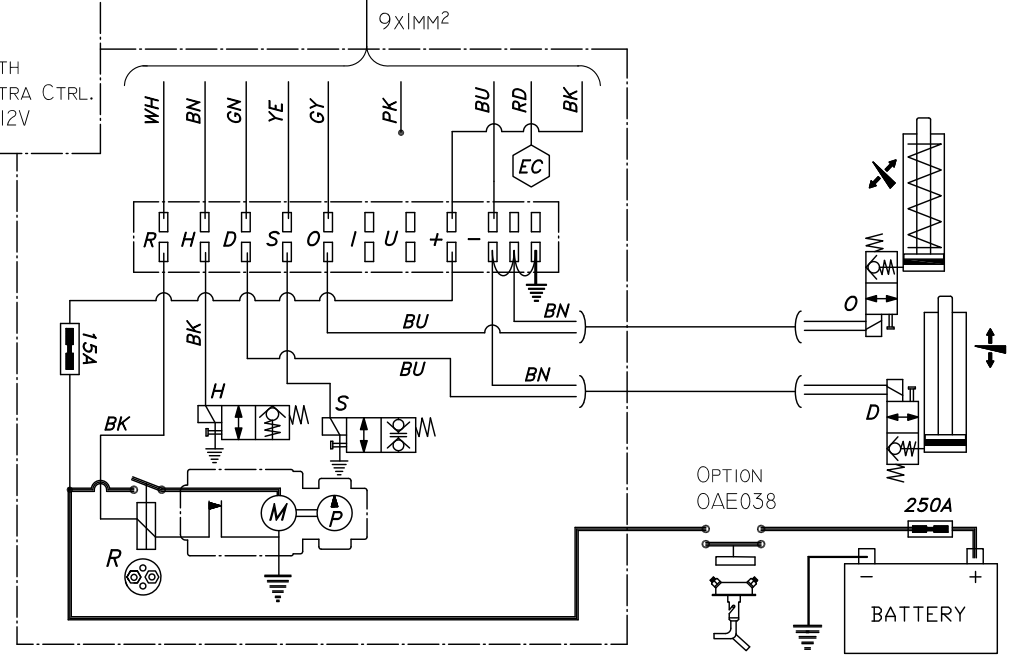 9X1MM²
TH
TRA CTRL.
12V
WH BN GN YE GY PK BU RD BK
EC
R H D S O I U + -
BN
BU
15A
BK
O
BU
BN
H
S
D
BK
OPTION
OAE038
250A
M P
R
- +
BATTERY